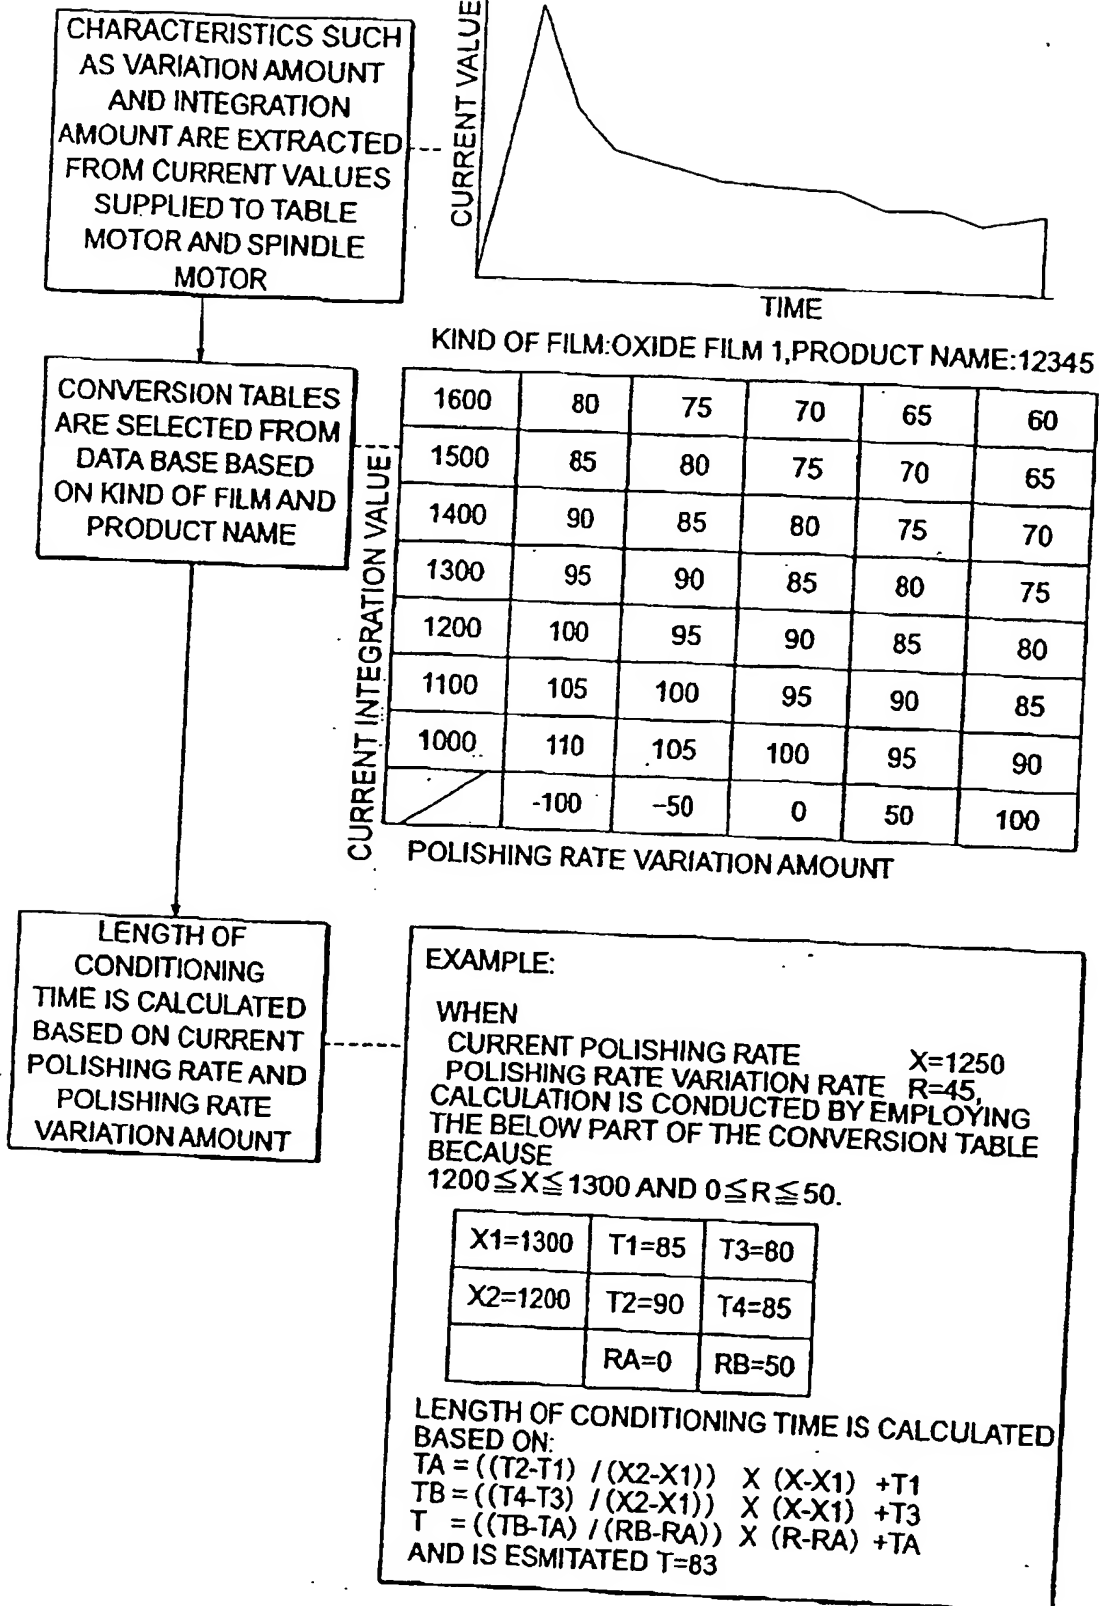 CHARACTERISTICS SUCH
AS VARIATION AMOUNT
AND INTEGRATION
AMOUNT ARE EXTRACTED
FROM CURRENT VALUES
SUPPLIED TO TABLE
MOTOR AND SPINDLE
MOTOR
CURRENT VALUE
TIME
CONVERSION TABLES
ARE SELECTED FROM
DATA BASE BASED
ON KIND OF FILM AND
PRODUCT NAME
KIND OF FILM:OXIDE FILM 1,PRODUCT NAME:12345
CURRENT INTEGRATION VALUE
1600 80 75 70 65 60
1500 85 80 75 70 65
1400 90 85 80 75 70
1300 95 90 85 80 75
1200 100 95 90 85 80
1100 105 100 95 90 85
1000 110 105 100 95 90
-100 -50 0 50 100
POLISHING RATE VARIATION AMOUNT
LENGTH OF
CONDITIONING
TIME IS CALCULATED
BASED ON CURRENT
POLISHING RATE AND
POLISHING RATE
VARIATION AMOUNT
EXAMPLE:
WHEN
CURRENT POLISHING RATE X=1250
POLISHING RATE VARIATION RATE R=45,
CALCULATION IS CONDUCTED BY EMPLOYING
THE BELOW PART OF THE CONVERSION TABLE
BECAUSE
1200≦X≦1300 AND 0≦R≦50.
X1=1300 T1=85 T3=80
X2=1200 T2=90 T4=85
RA=0 RB=50
LENGTH OF CONDITIONING TIME IS CALCULATED
BASED ON:
TA = ((T2-T1) /(X2-X1)) X (X-X1) +T1
TB = ((T4-T3) /(X2-X1)) X (X-X1) +T3
T = ((TB-TA) /(RB-RA)) X (R-RA) +TA
AND IS ESMITATED T=83